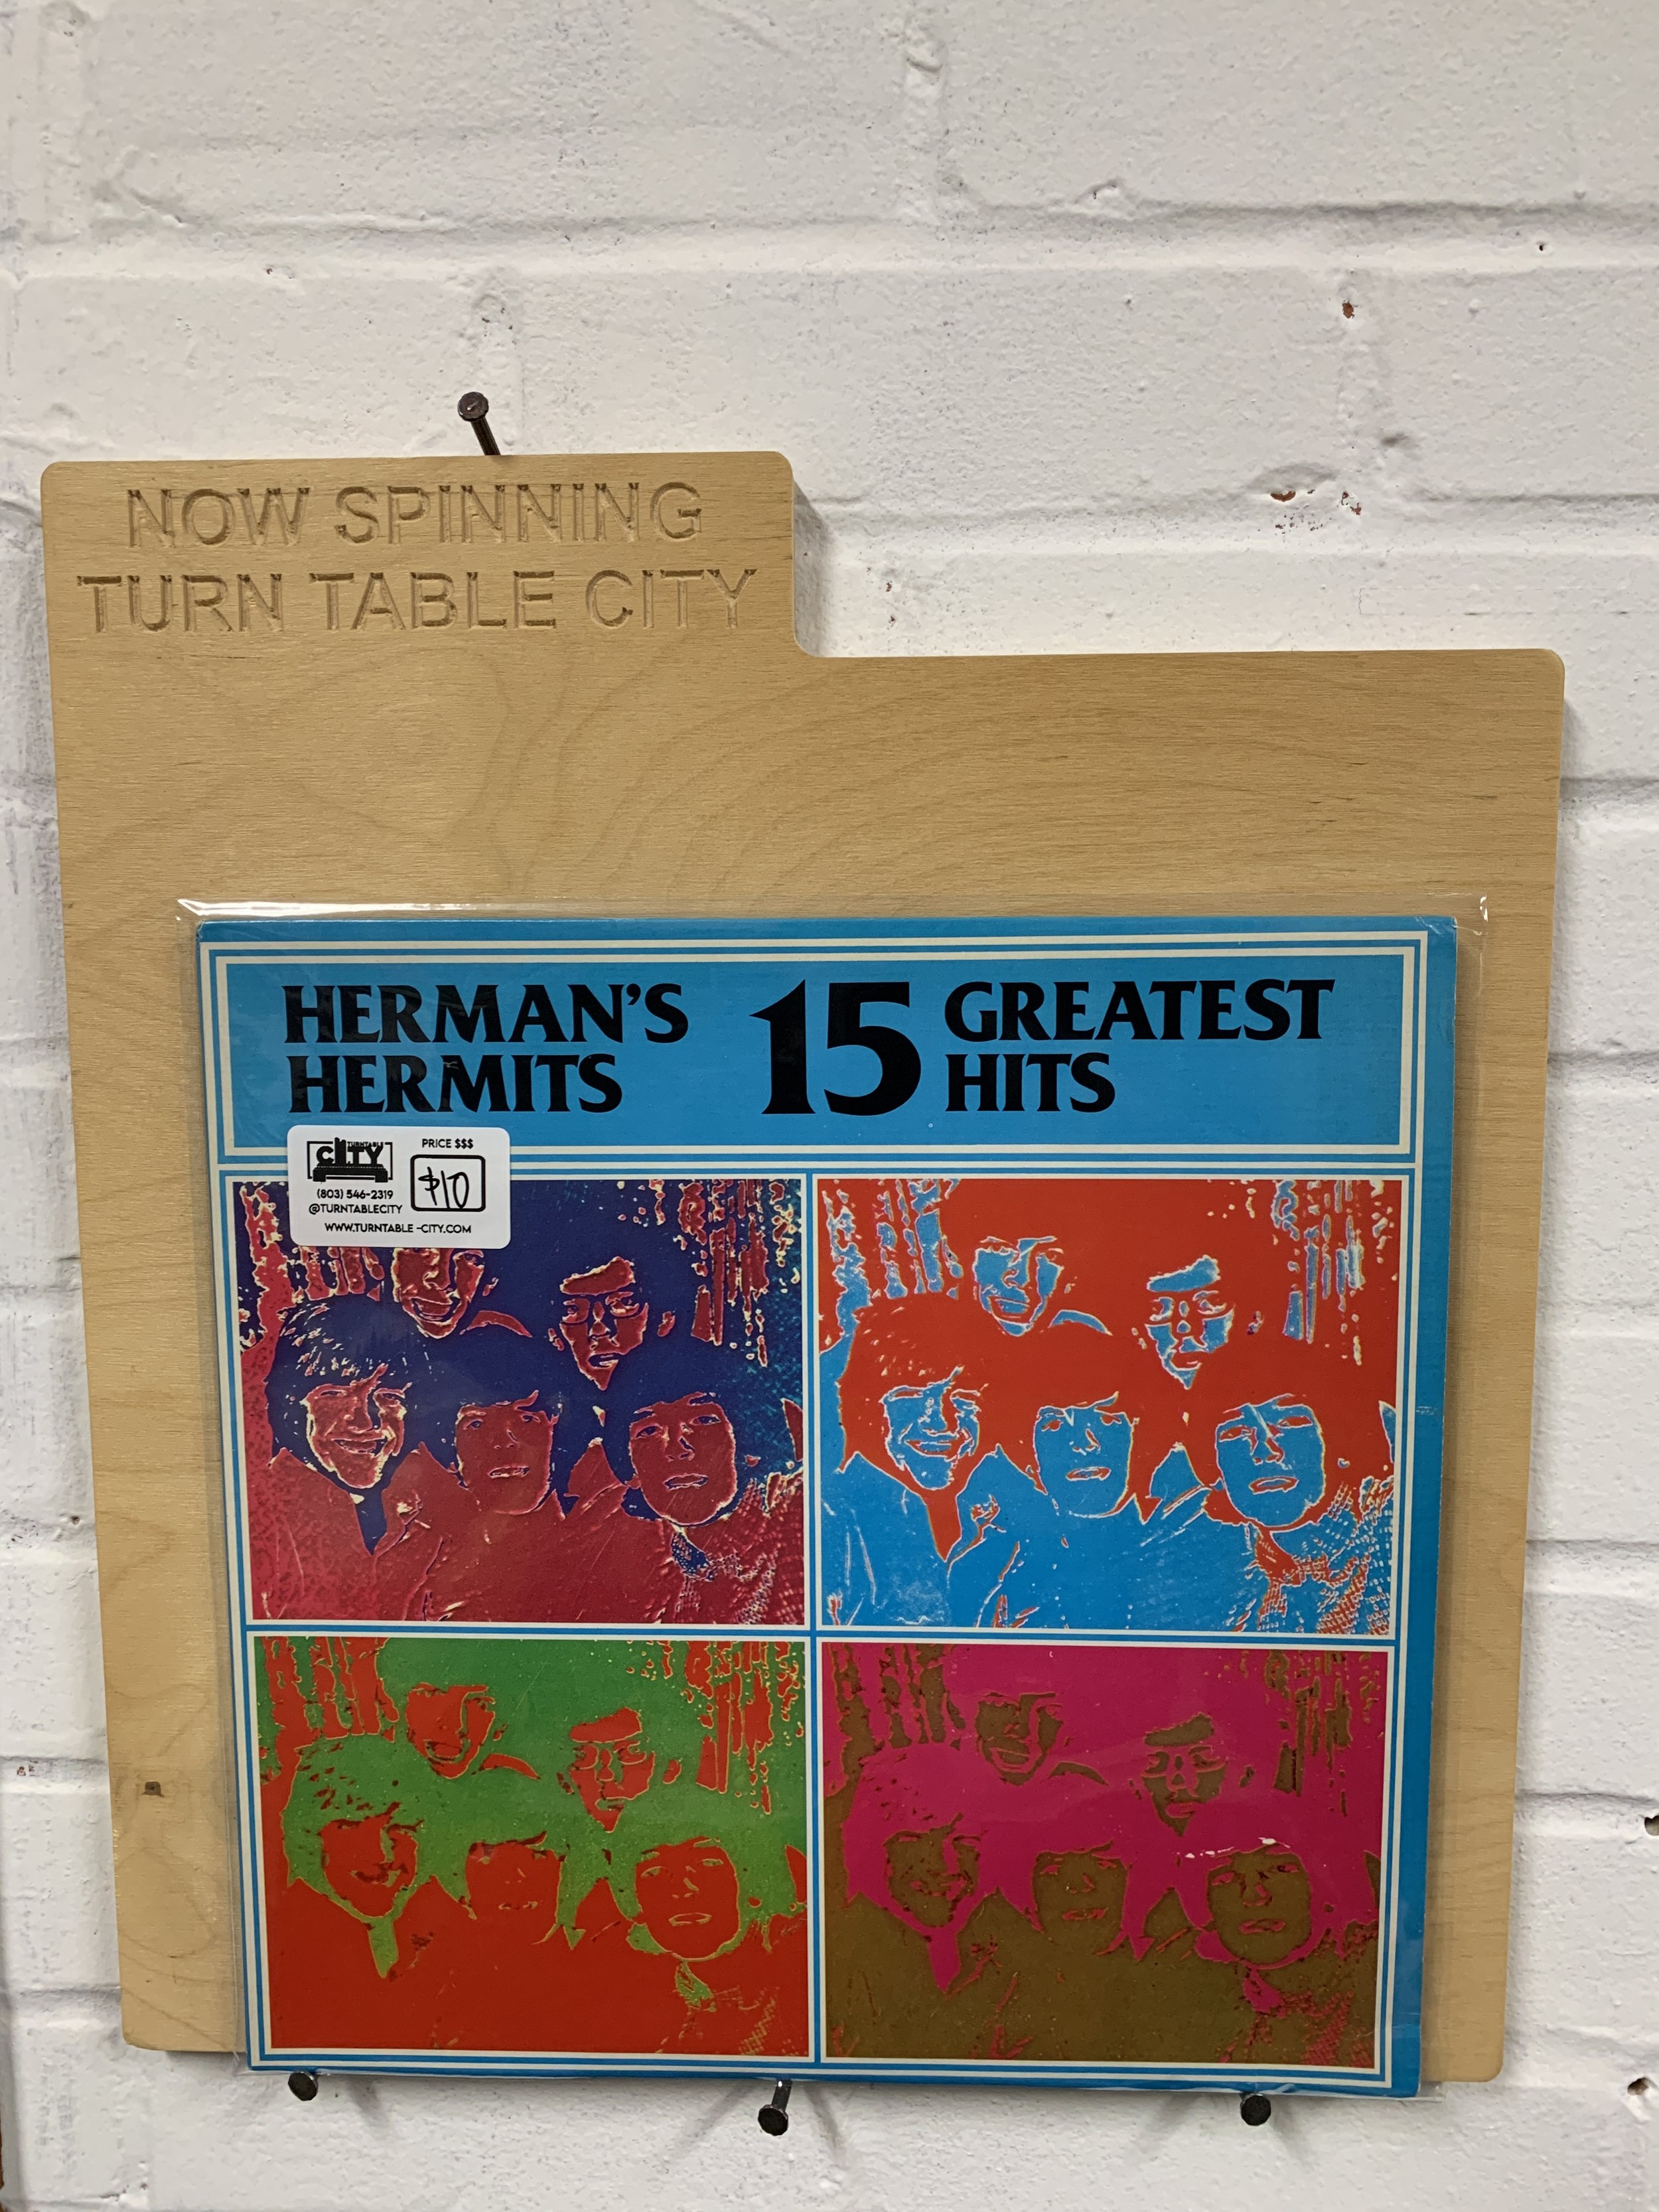 NOW SPINNING
TURN TABLE CITY
HERMAN'S
HERMITS
15
GREATEST
HITS
TURNTABLE
CITY
PRICE $$$
$10
(803) 546-2319
@TURNTABLECITY
WWW.TURNTABLE-CITY.COM